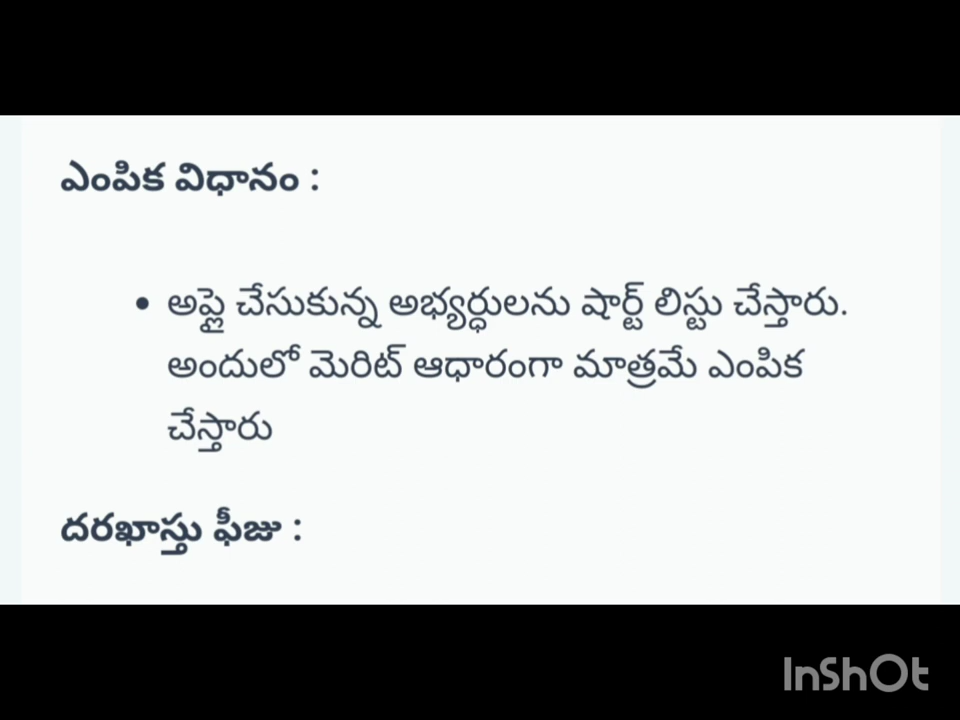 ఎంపిక విధానం :
• అప్లై చేసుకున్న అభ్యర్ధులను షార్ట్ లిస్టు చేస్తారు.
అందులో మెరిట్ ఆధారంగా మాత్రమే ఎంపిక
చేస్తారు
దరఖాస్తు ఫీజు :
InShOt